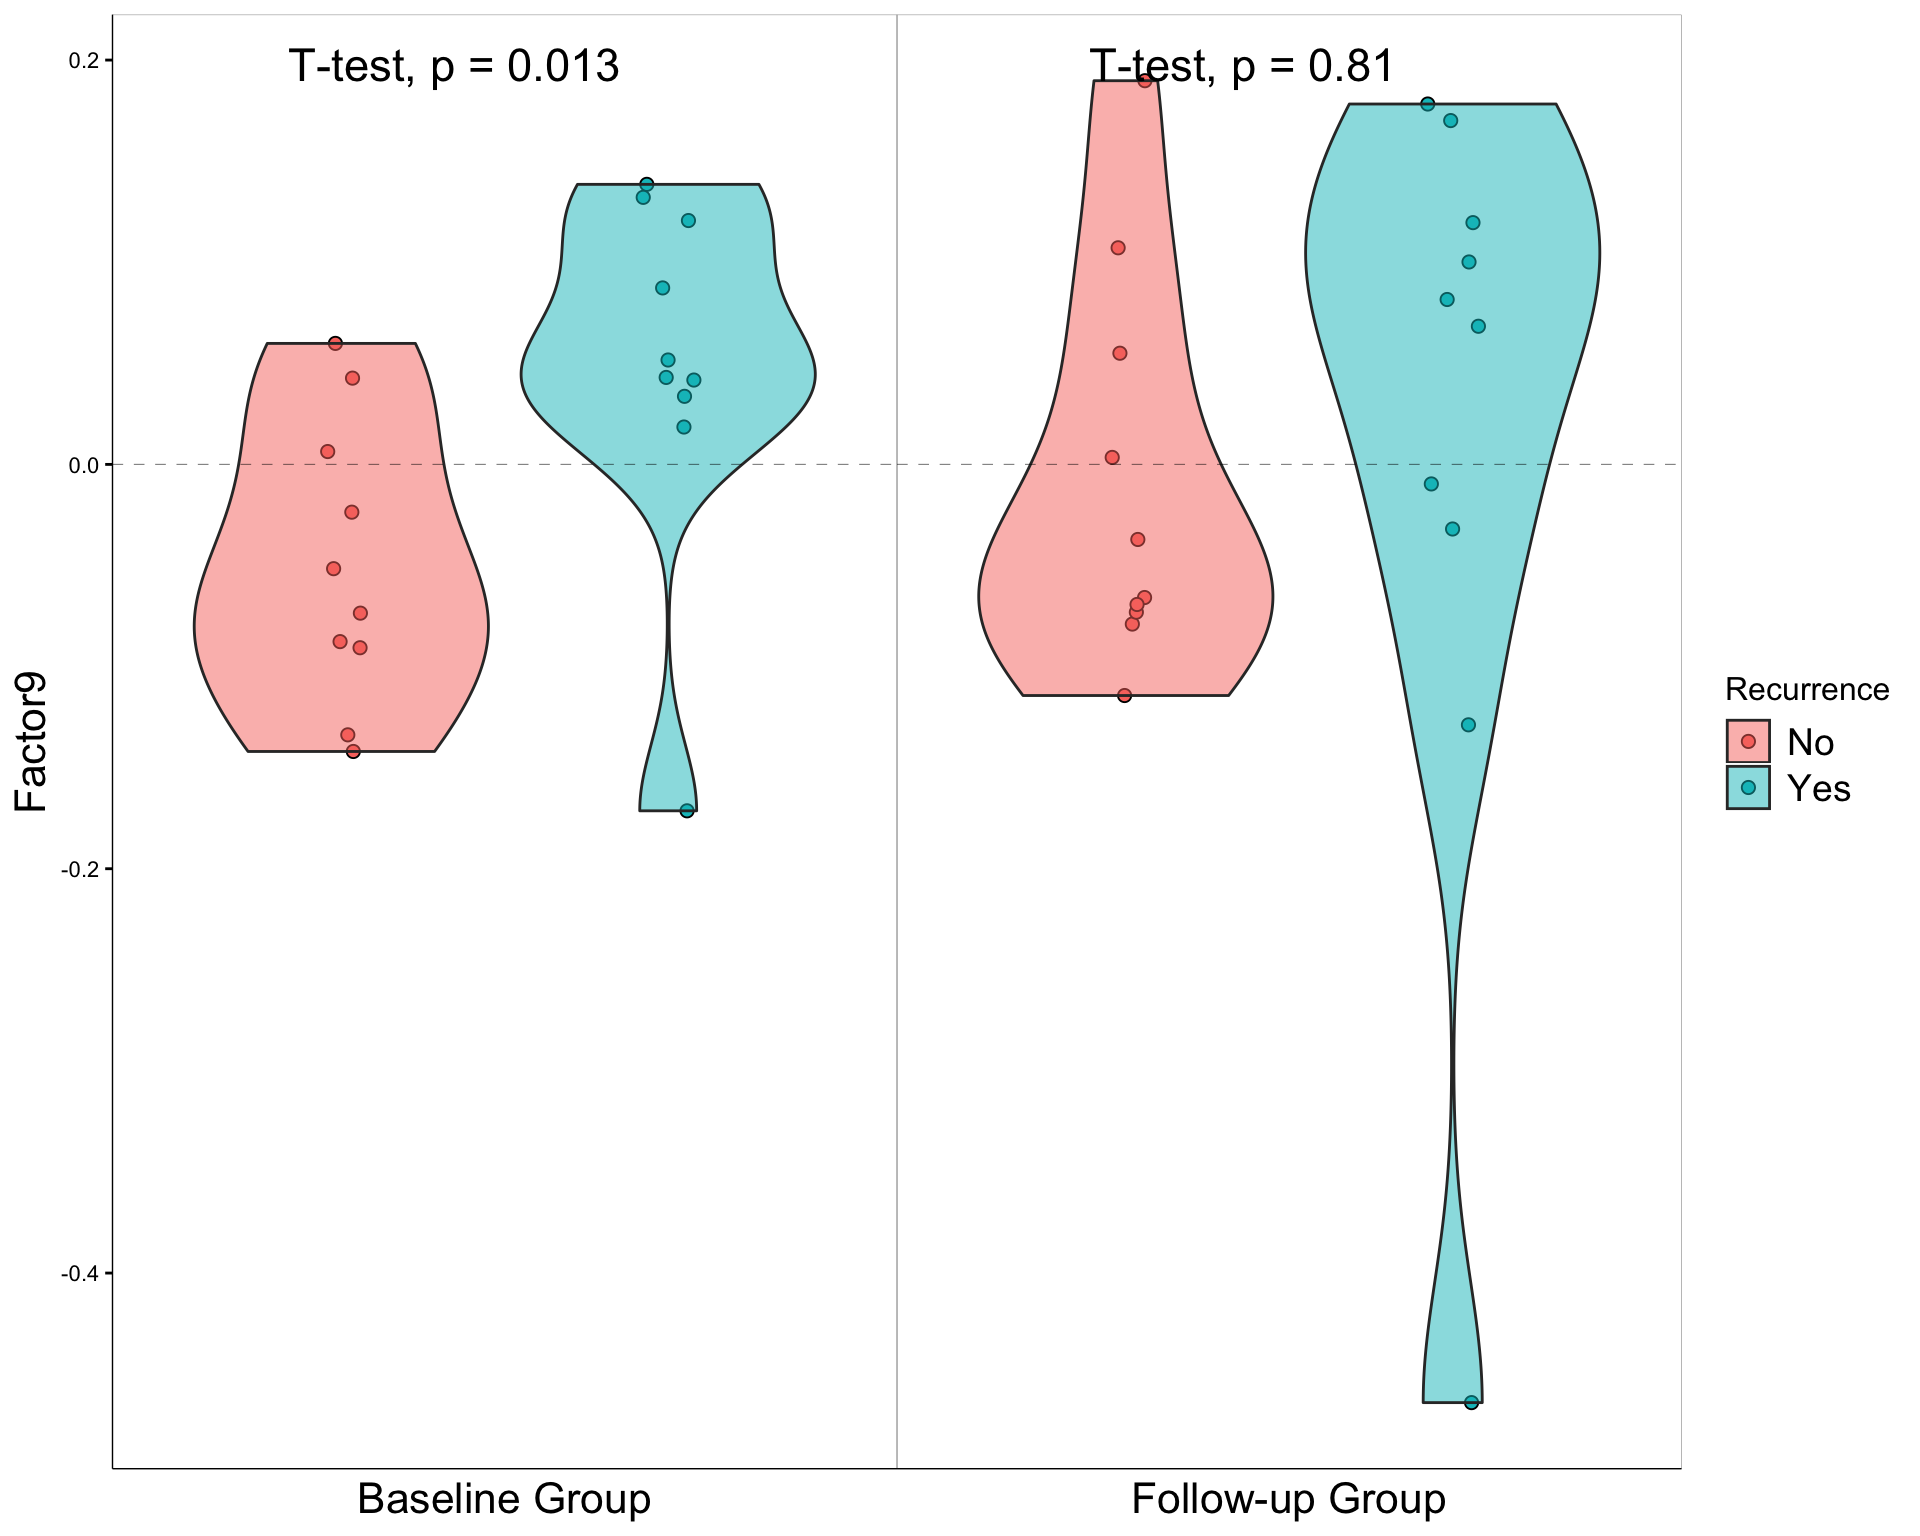 T-test, p = 0.013
T-test, p = 0.81
0.2
0.0
-0.2
-0.4
Factor9
Baseline Group
Follow-up Group
Recurrence
No
Yes